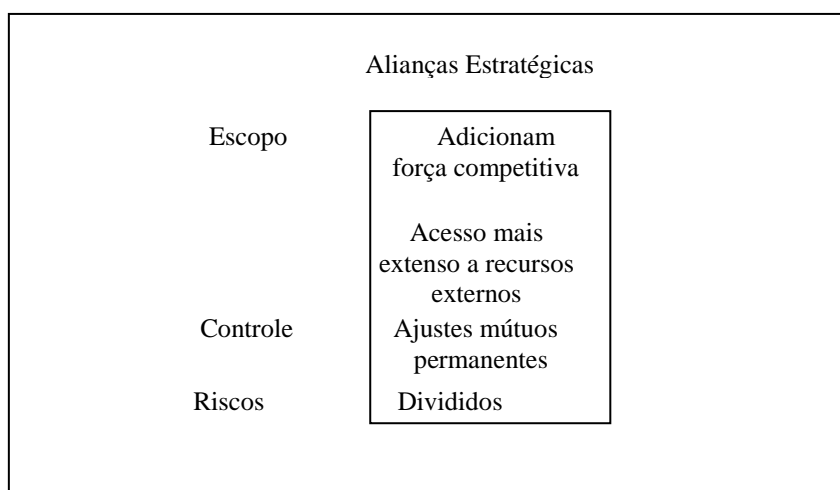 Alianças Estratégicas
Escopo Adicionam
força competitiva
Acesso mais
extenso a recursos
externos
Controle Ajustes mútuos
permanentes
Riscos Divididos